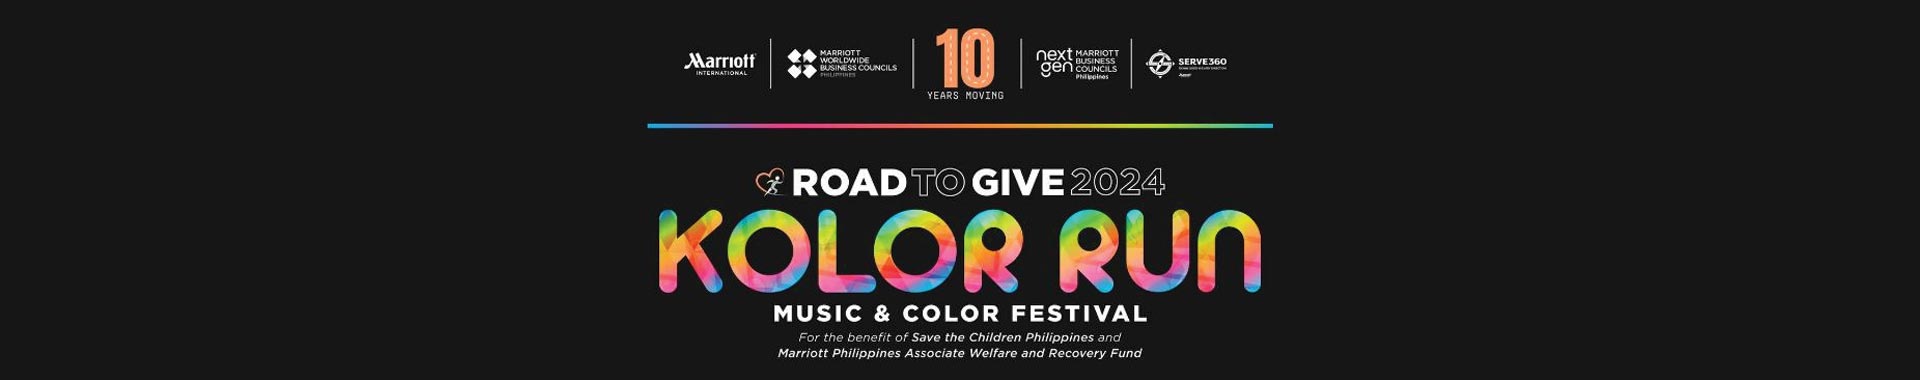 Marriott
INTERNATIONAL
MARRIOTT
WORLDWIDE
BUSINESS COUNCILS
PHILIPPINES
10
YEARS MOVING
next
gen
MARRIOTT
BUSINESS
COUNCILS
Philippines
SERVE360
ROAD TO GIVE 2024
KOLOR RUN
MUSIC & COLOR FESTIVAL
For the benefit of Save the Children Philippines and
Marriott Philippines Associate Welfare and Recovery Fund